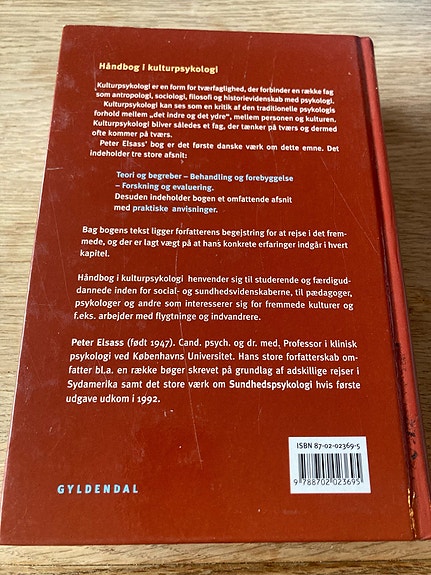 Håndbog i kulturpsykologi
Kulturpsykologi er en form for tværfaglighed, der forbinder en række fag
som antropologi, sociologi, filosofi og historievidenskab med psykologi.
Kulturpsykologi kan ses som en kritik af den traditionelle psykologis
forhold mellem „det indre og det ydre“, mellem personen og kulturen.
Kulturpsykologi bliver således et fag, der tænker på tværs og dermed
ofte kommer på tværs.
Peter Elsass' bog er det første danske værk om dette emne. Det
indeholder tre store afsnit:
Teori og begreber – Behandling og forebyggelse
– Forskning og evaluering.
Desuden indeholder bogen et omfattende afsnit
med praktiske anvisninger.
Bag bogens tekst ligger forfatterens begejstring for at rejse i det frem-
mede, og der er lagt vægt på at hans konkrete erfaringer indgår i hvert
kapitel.
Håndbog i kulturpsykologi henvender sig til studerende og færdigud-
dannede inden for social- og sundhedsvidenskaberne, til pædagoger,
psykologer og andre som interesserer sig for fremmede kulturer og
f.eks. arbejder med flygtninge og indvandrere.
Peter Elsass (født 1947). Cand. psych. og dr. med. Professor i klinisk
psykologi ved Københavns Universitet. Hans store forfatterskab om-
fatter bl.a. en række bøger skrevet på grundlag af adskillige rejser i
Sydamerika samt det store værk om Sundhedspsykologi hvis første
udgave udkom i 1992.
ISBN 87-02-02369-5
9 788702 023695
GYLDENDAL